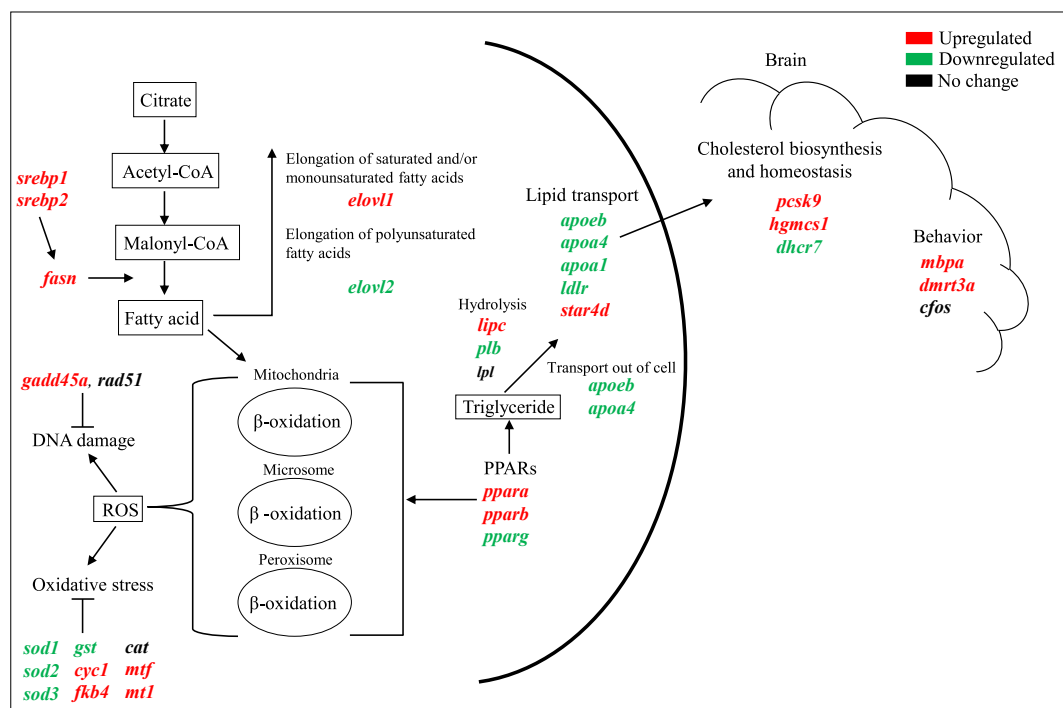 Upregulated
Downregulated
No change
Brain
Citrate
Acetyl-CoA
Malonyl-CoA
Fatty acid
srebp1
srebp2
fasn
Elongation of saturated and/or
monounsaturated fatty acids
elovl1
Elongation of polyunsaturated
fatty acids
elovl2
Lipid transport
apoeb
apoa4
apoa1
ldlr
star4d
Cholesterol biosynthesis
and homeostasis
pcsk9
hgmcs1
dhcr7
Behavior
mbpa
dmrt3a
cfos
Hydrolysis
lipc
plb
lpl
Transport out of cell
apoeb
apoa4
Triglyceride
PPARs
ppara
pparb
pparg
gadd45a, rad51
DNA damage
ROS
Oxidative stress
Mitochondria
β-oxidation
Microsome
β -oxidation
Peroxisome
β-oxidation
sod1 gst cat
sod2 cyc1 mtf
sod3 fkb4 mt1